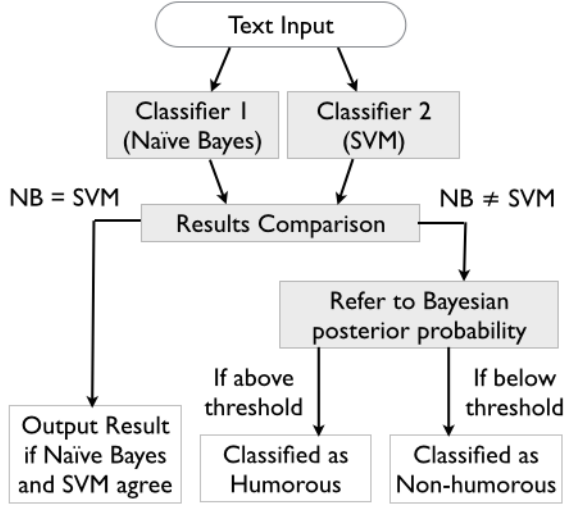 Text Input
Classifier 1
(Naïve Bayes)
Classifier 2
(SVM)
NB = SVM
NB ≠ SVM
Results Comparison
Refer to Bayesian
posterior probability
If above
threshold
If below
threshold
Output Result
if Naïve Bayes
and SVM agree
Classified as
Humorous
Classified as
Non-humorous